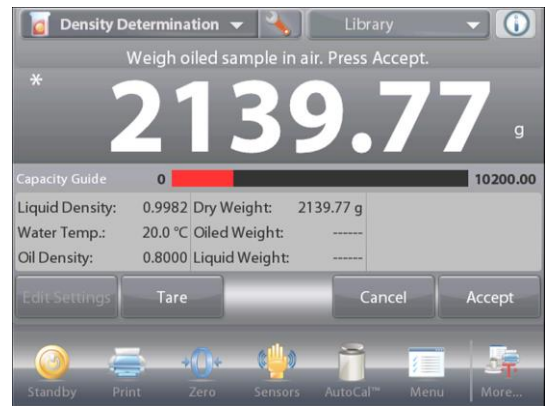 Density Determination Library
Weigh oiled sample in air. Press Accept.
* 2139.77 g
Capacity Guide 0 10200.00
Liquid Density: 0.9982 Dry Weight: 2139.77 g
Water Temp.: 20.0 °C Oiled Weight: ------
Oil Density: 0.8000 Liquid Weight: ------
Edit Settings Tare Cancel Accept
Standby Print Zero Sensors AutoCal™ Menu More...